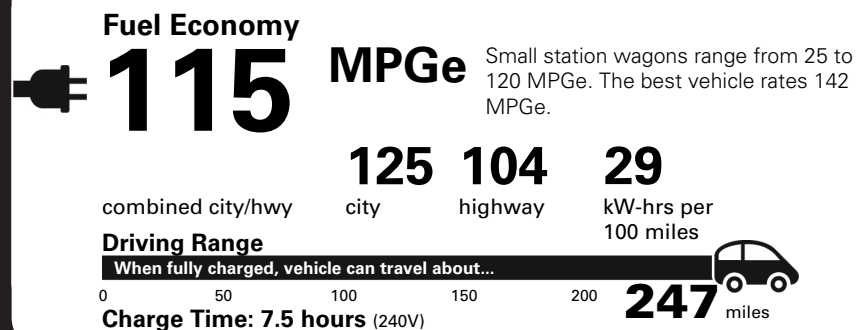 Fuel Economy
115 MPGe
Small station wagons range from 25 to
120 MPGe. The best vehicle rates 142
MPGe.
125 104 29
combined city/hwy city highway kW-hrs per
100 miles
Driving Range
When fully charged, vehicle can travel about...
0 50 100 150 200 247 miles
Charge Time: 7.5 hours (240V)